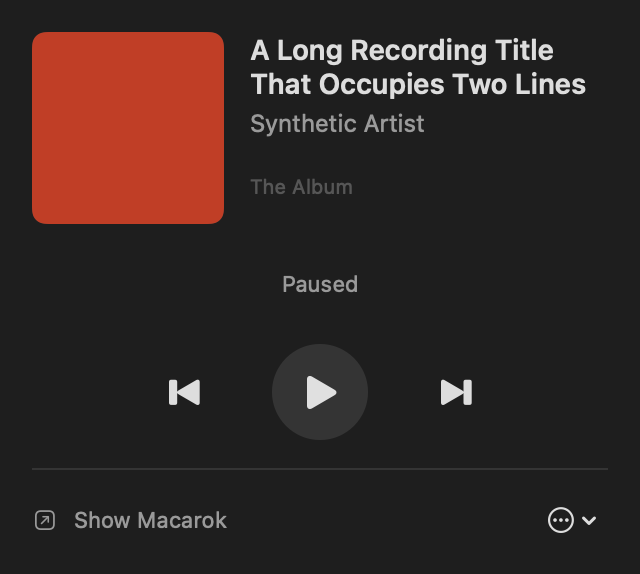 A Long Recording Title
That Occupies Two Lines
Synthetic Artist
The Album
Paused
Show Macarok